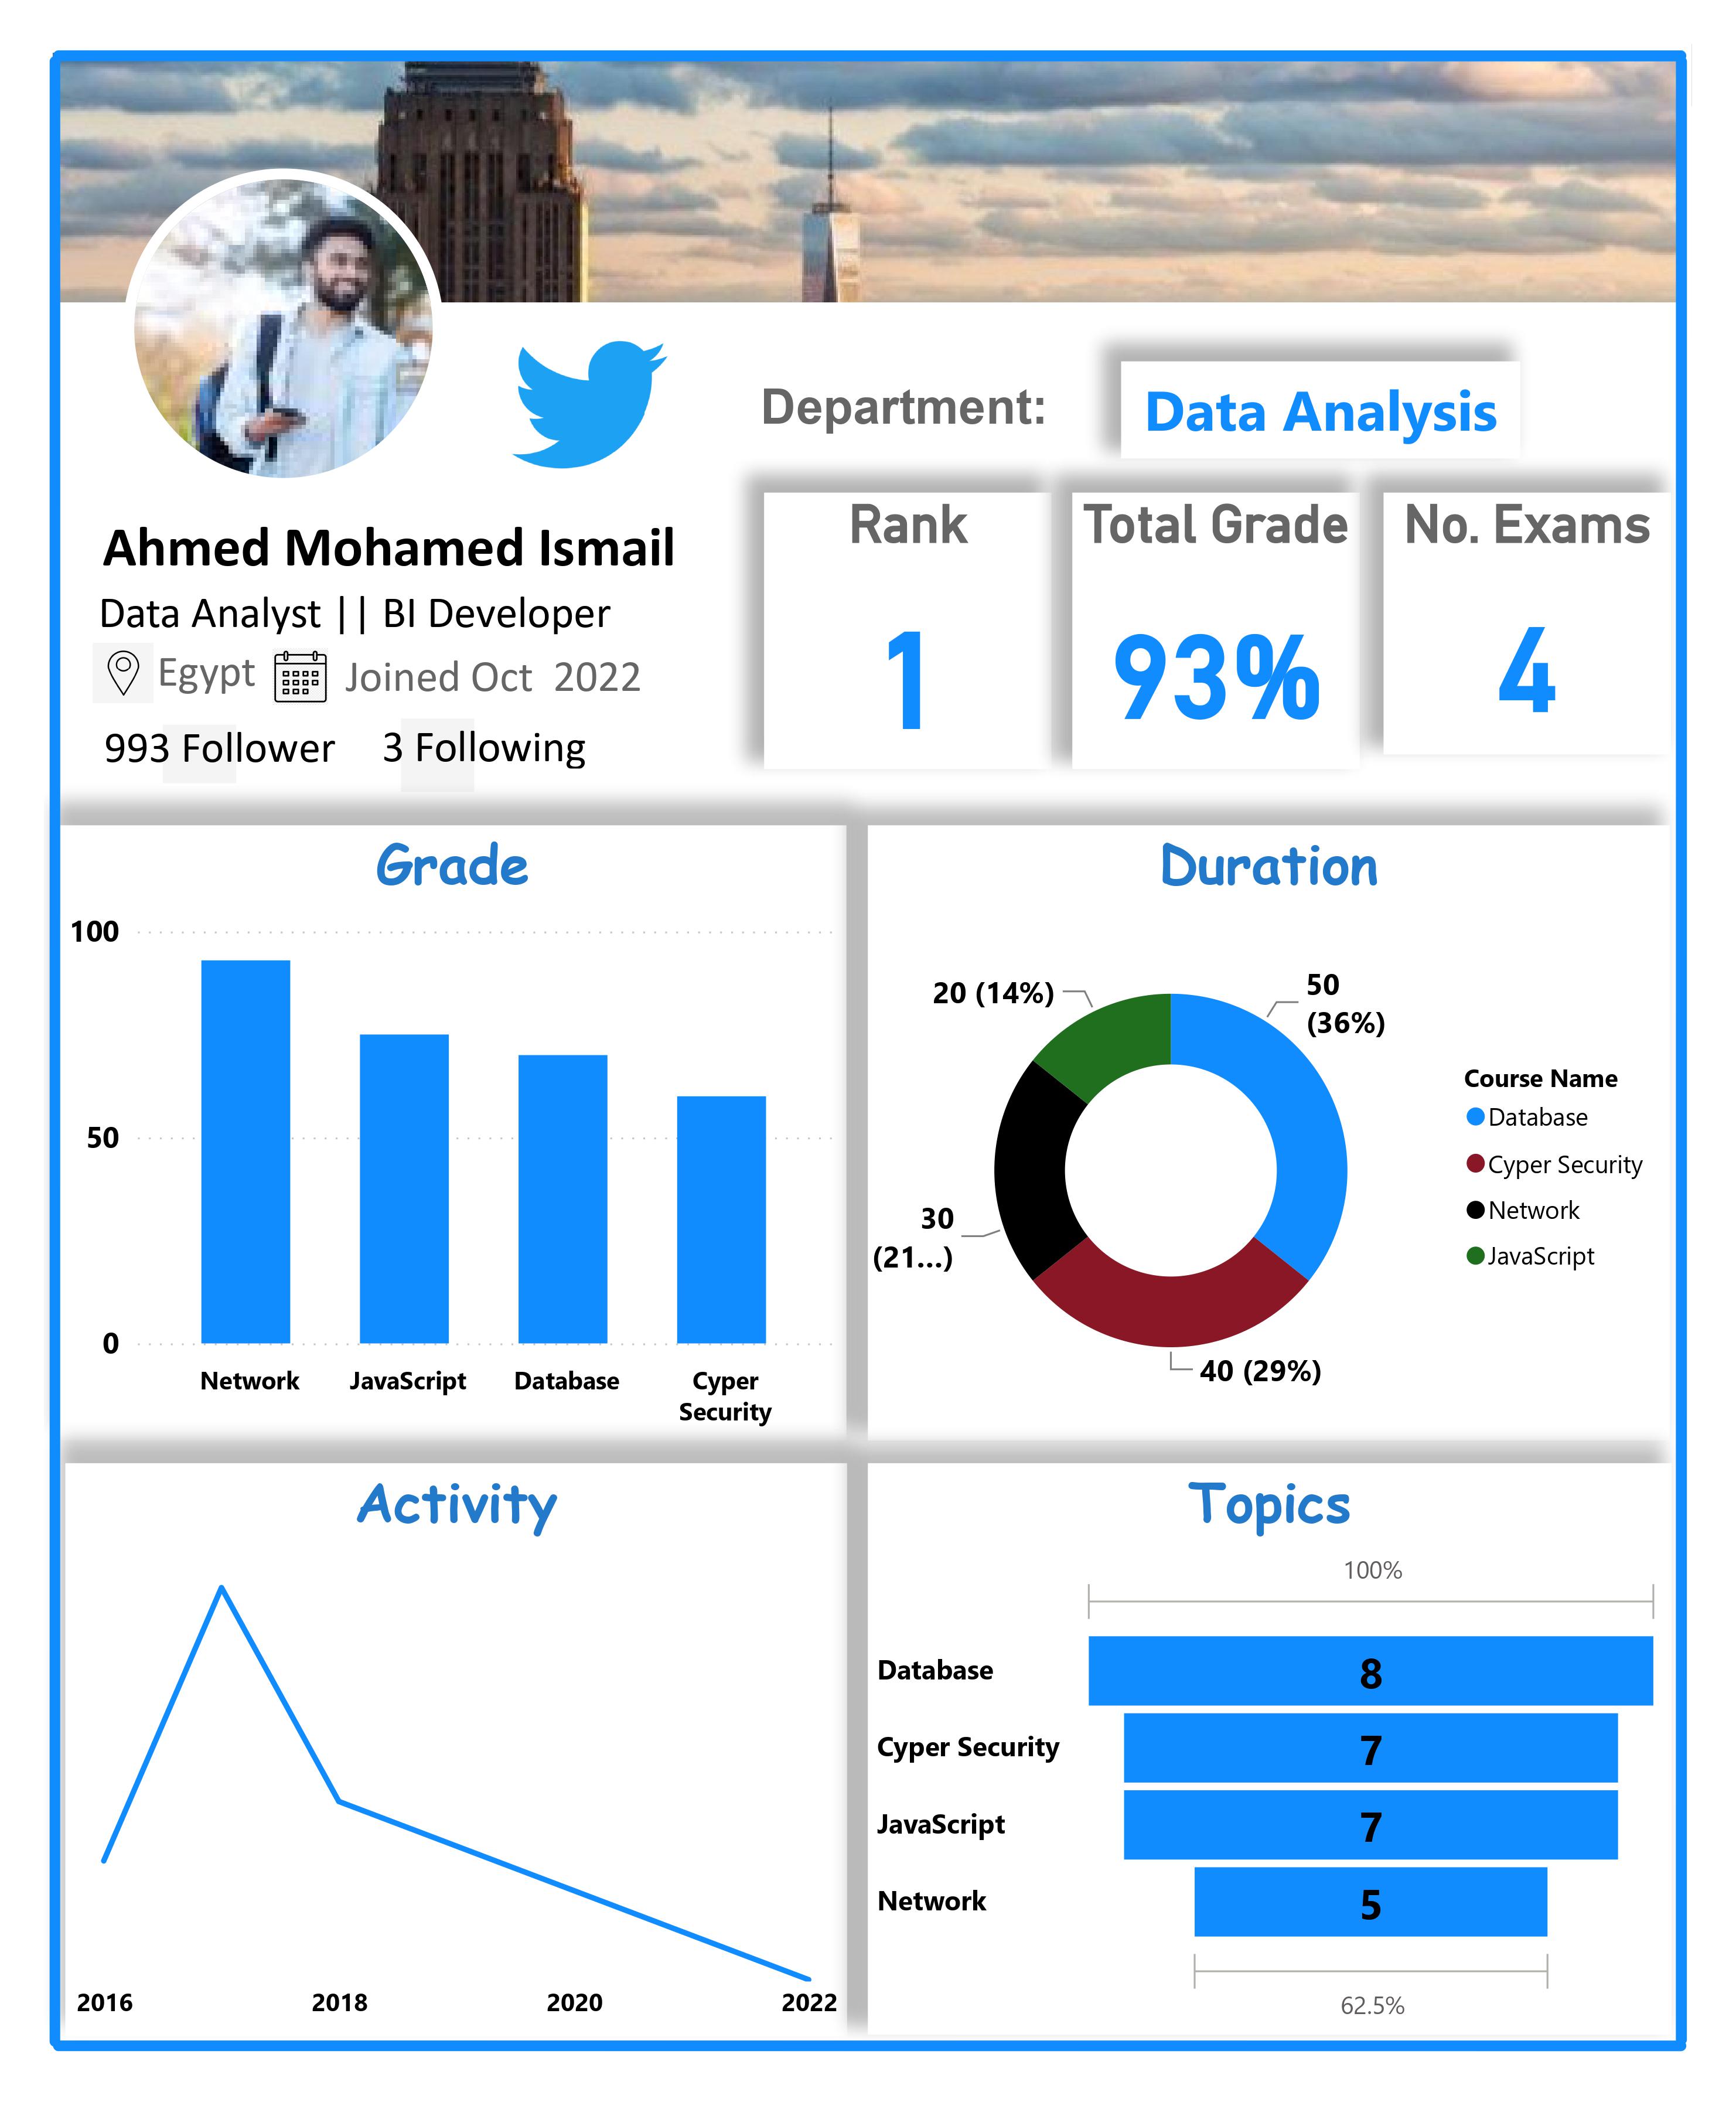 Department:
Data Analysis
Ahmed Mohamed Ismail
Data Analyst || BI Developer
Egypt
Joined Oct 2022
993 Follower
3 Following
Rank
1
Total Grade
93%
No. Exams
4
Grade
100
50
0
Network
JavaScript
Database
Cyper
Security
Duration
20 (14%)
50
(36%)
30
(21...)
40 (29%)
Course Name
Database
Cyper Security
Network
JavaScript
Activity
2016
2018
2020
2022
Topics
100%
Database
8
Cyper Security
7
JavaScript
7
Network
5
62.5%